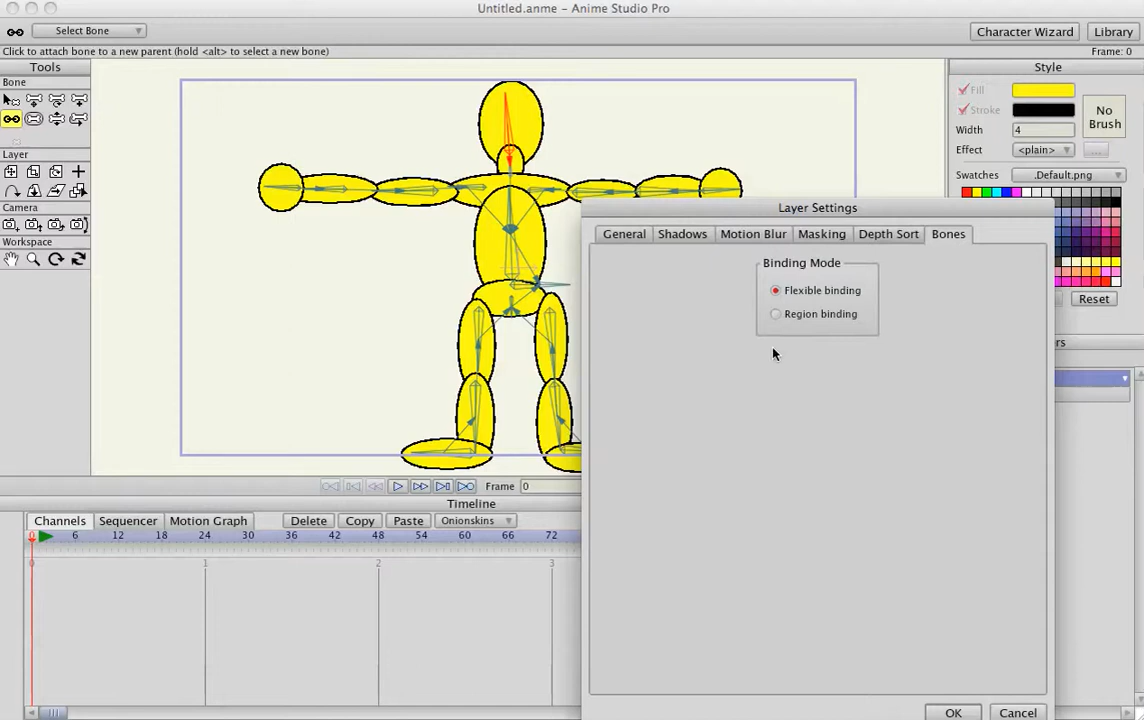 Untitled.anme - Anime Studio Pro
Select Bone
Character Wizard
Library
Click to attach bone to a new parent (hold <alt> to select a new bone)
Frame: 0
Tools
Style
Bone
Fill
Stroke
No Brush
Width
4
Effect
<plain>
...
Swatches
.Default.png
Layer
Camera
Workspace
Reset
Layer Settings
General
Shadows
Motion Blur
Masking
Depth Sort
Bones
Binding Mode
Flexible binding
Region binding
OK
Cancel
Frame
0
Timeline
Channels
Sequencer
Motion Graph
Delete
Copy
Paste
Onionskins
0 6 12 18 24 30 36 42 48 54 60 66 72
0 1 2 3